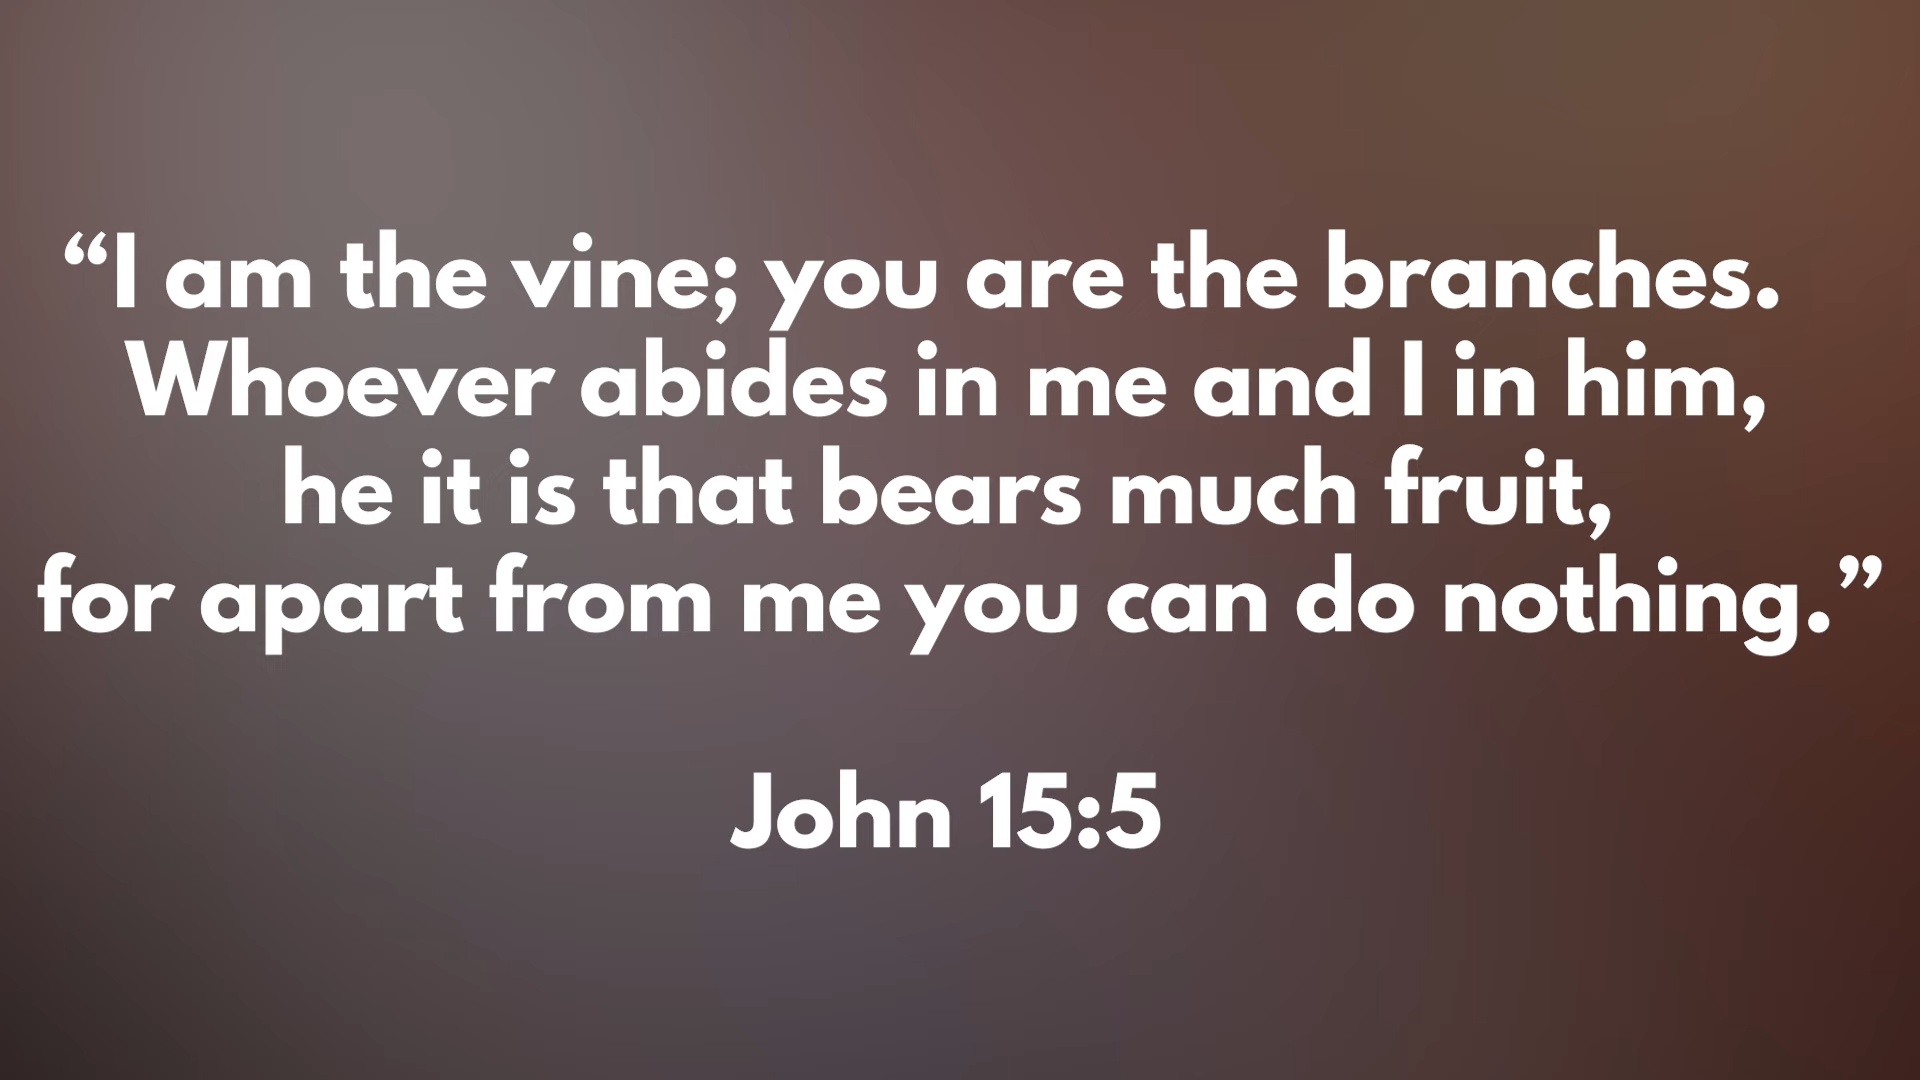 “I am the vine; you are the branches.
Whoever abides in me and I in him,
he it is that bears much fruit,
for apart from me you can do nothing.”
John 15:5